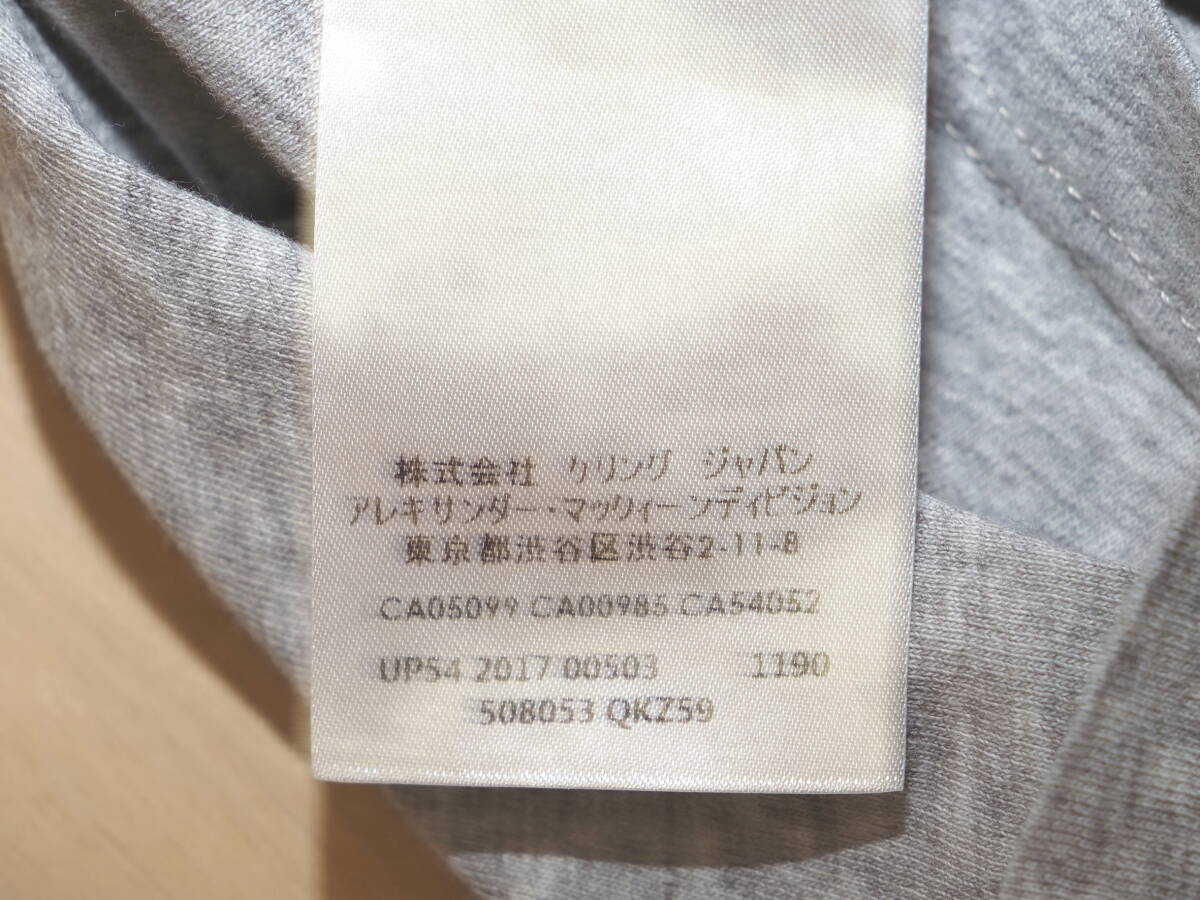 株式会社 ケリング ジャパン
アレキサンダー・マックィーンディビジョン
東京都渋谷区渋谷2-11-8
CA05099 CA00985 CA54052
UP54 2017 00503 1190
508053 QKZ59